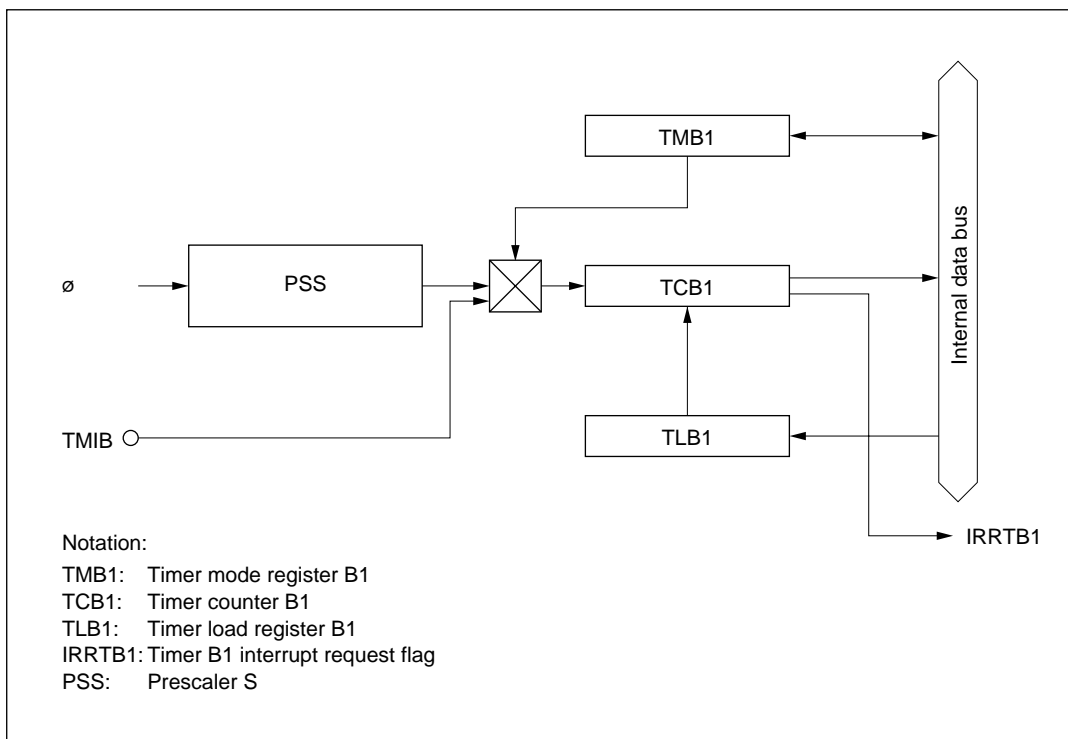 TMB1
Internal data bus
ø
PSS
TCB1
TMIB
TLB1
IRRTB1
Notation:
TMB1: Timer mode register B1
TCB1: Timer counter B1
TLB1: Timer load register B1
IRRTB1: Timer B1 interrupt request flag
PSS: Prescaler S